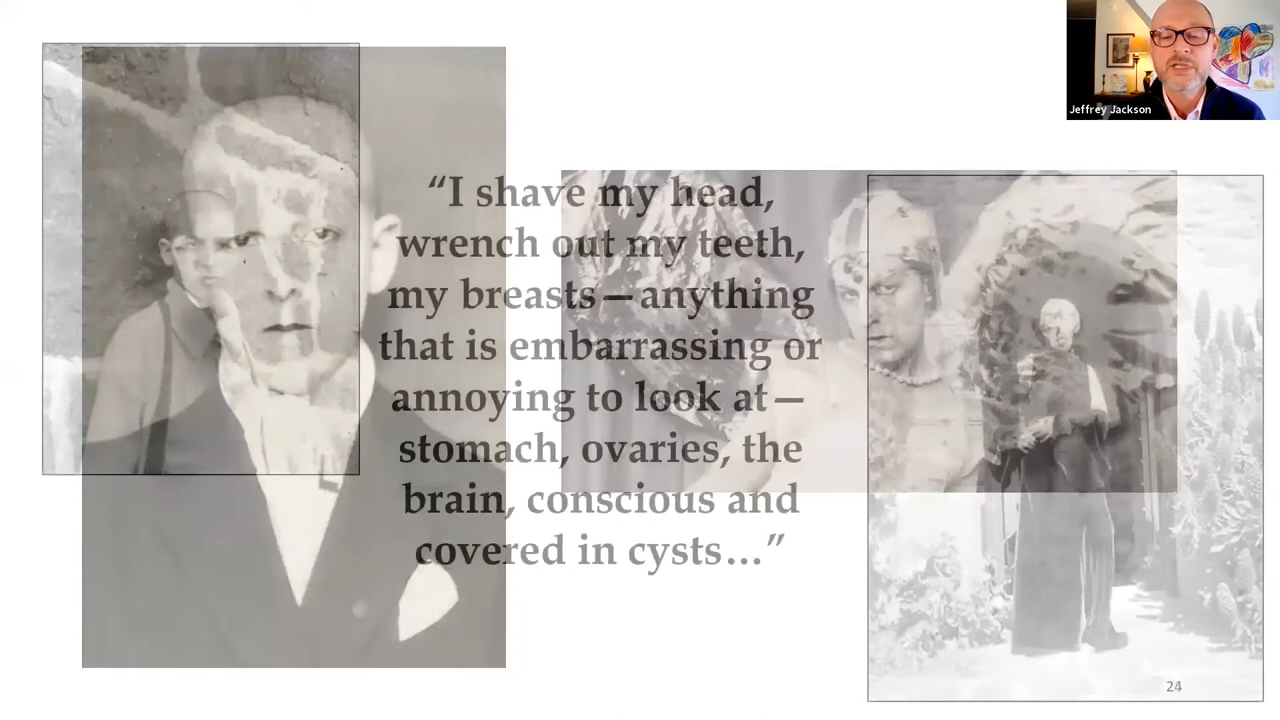 Jeffrey Jackson
“I shave my head,
wrench out my teeth,
my breasts—anything
that is embarrassing or
annoying to look at—
stomach, ovaries, the
brain, conscious and
covered in cysts…”
24